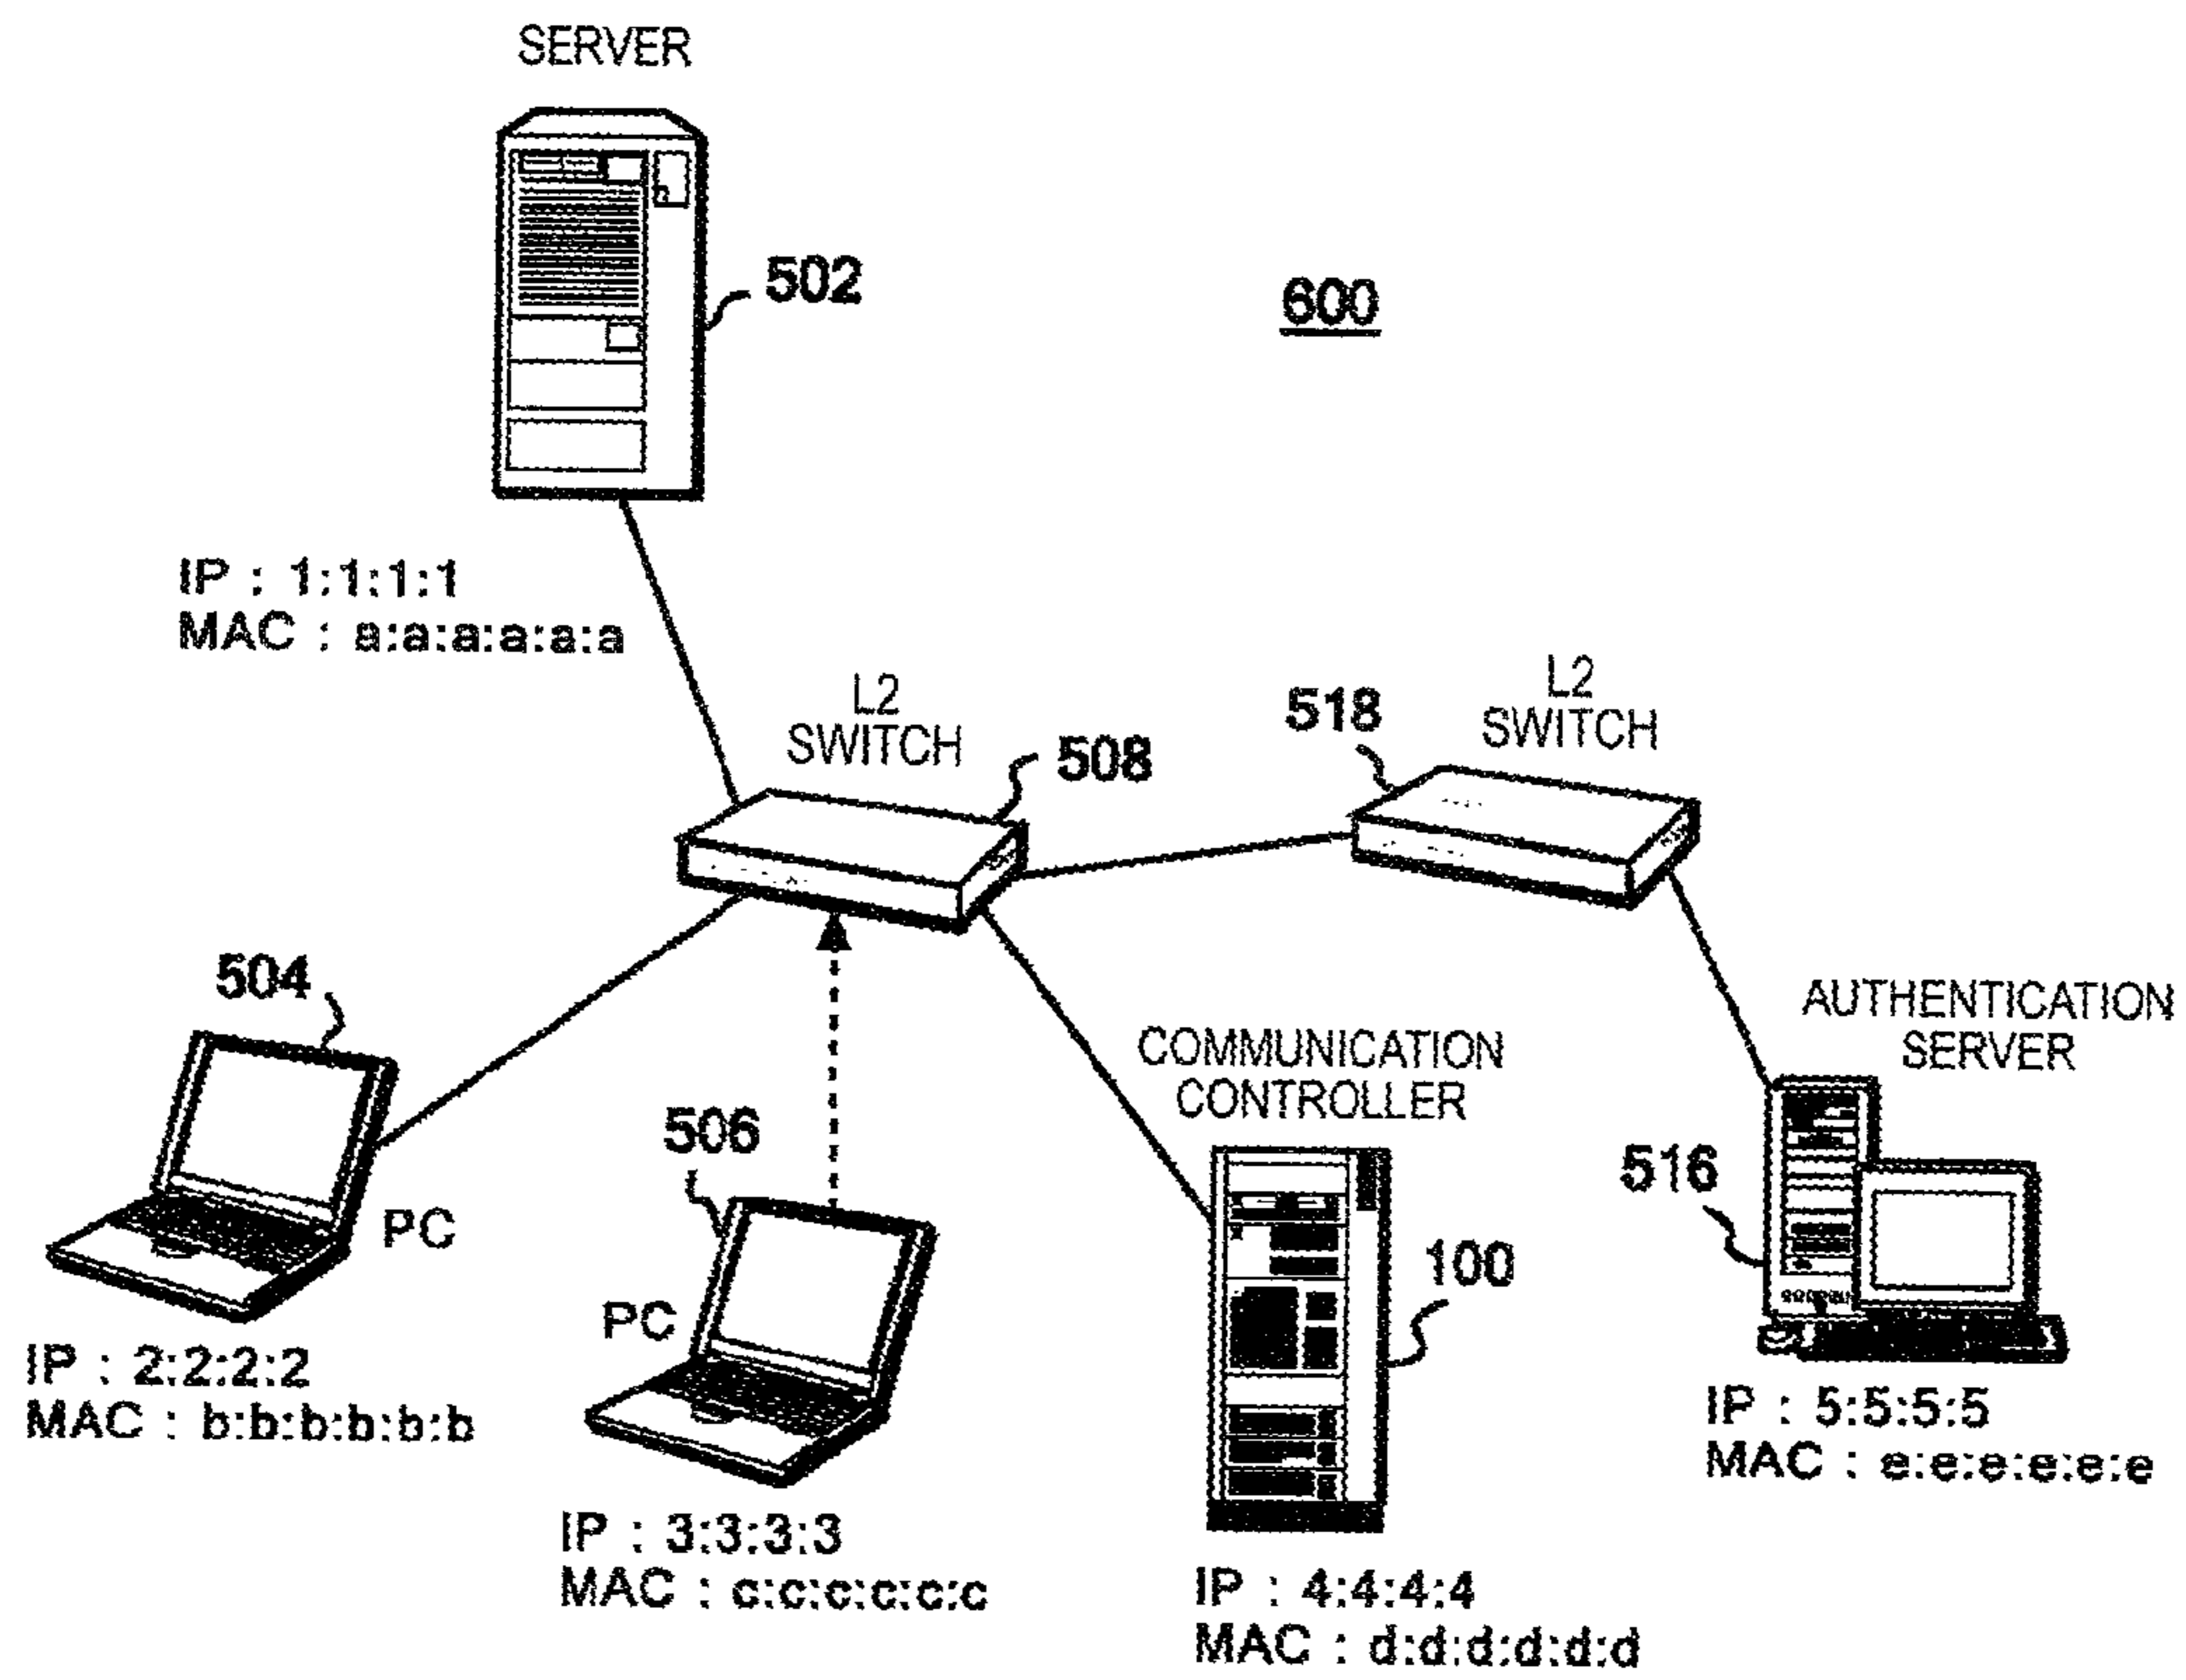 SERVER
502
600
IP : 1:1:1:1
MAC : a:a:a:a:a:a
L2
SWITCH
508
518
L2
SWITCH
504
PC
IP : 2:2:2:2
MAC : b:b:b:b:b:b
506
PC
IP : 3:3:3:3
MAC : c:c:c:c:c:c
COMMUNICATION
CONTROLLER
100
IP : 4:4:4:4
MAC : d:d:d:d:d:d
AUTHENTICATION
SERVER
516
IP : 5:5:5:5
MAC : e:e:e:e:e:e